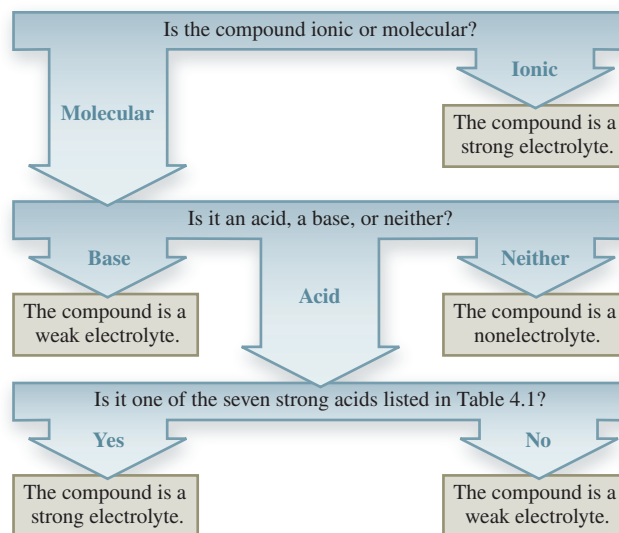 Is the compound ionic or molecular?
Molecular
Ionic
The compound is a
strong electrolyte.
Is it an acid, a base, or neither?
Base
Acid
Neither
The compound is a
weak electrolyte.
The compound is a
nonelectrolyte.
Is it one of the seven strong acids listed in Table 4.1?
Yes
No
The compound is a
strong electrolyte.
The compound is a
weak electrolyte.